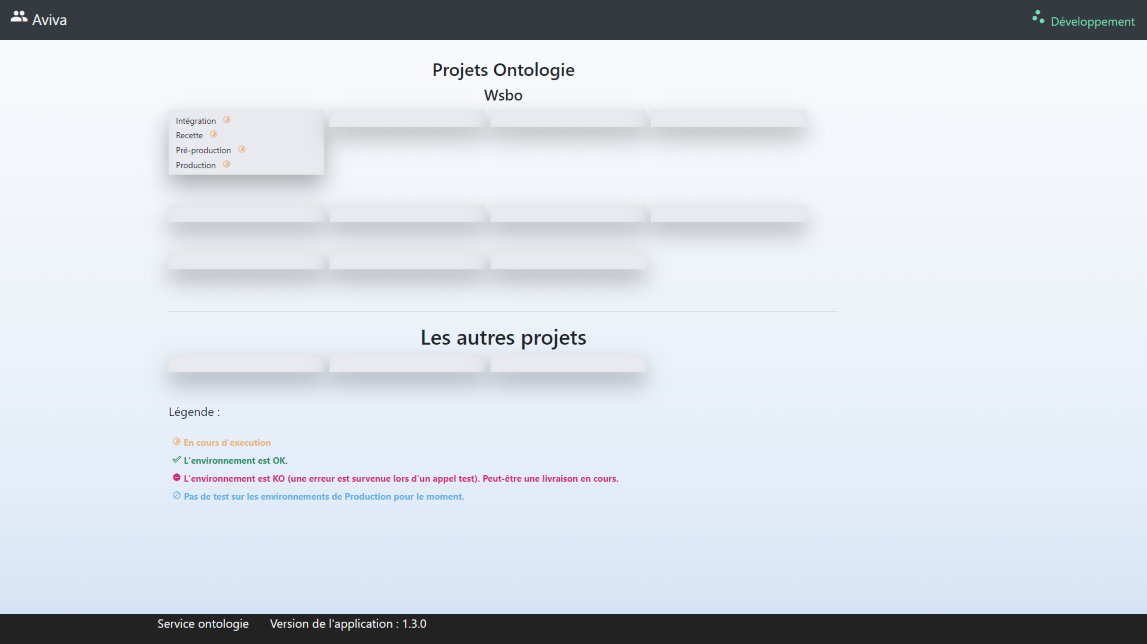 Aviva
Développement
Projets Ontologie
Wsbo
Intégration
Recette
Pré-production
Production
Les autres projets
Légende :
En cours d'execution
L'environnement est OK.
L'environnement est KO (une erreur est survenue lors d'un appel test). Peut-être une livraison en cours.
Pas de test sur les environnements de Production pour le moment.
Service ontologie Version de l'application : 1.3.0